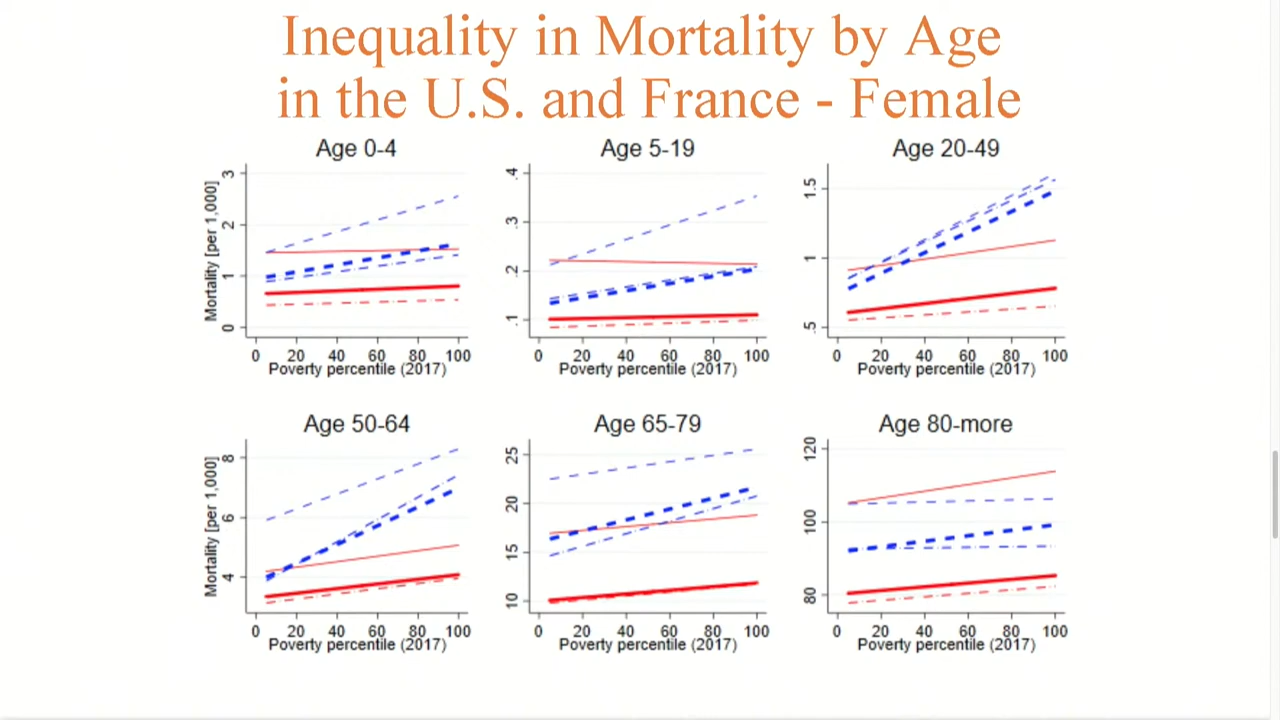 Inequality in Mortality by Age
in the U.S. and France - Female
Age 0-4
Age 5-19
Age 20-49
Mortality [per 1,000]
3
2
1
0
.4
.3
.2
.1
1.5
1
.5
0 20 40 60 80 100
0 20 40 60 80 100
0 20 40 60 80 100
Poverty percentile (2017)
Poverty percentile (2017)
Poverty percentile (2017)
Age 50-64
Age 65-79
Age 80-more
Mortality [per 1,000]
8
6
4
25
20
15
10
120
100
80
0 20 40 60 80 100
0 20 40 60 80 100
0 20 40 60 80 100
Poverty percentile (2017)
Poverty percentile (2017)
Poverty percentile (2017)